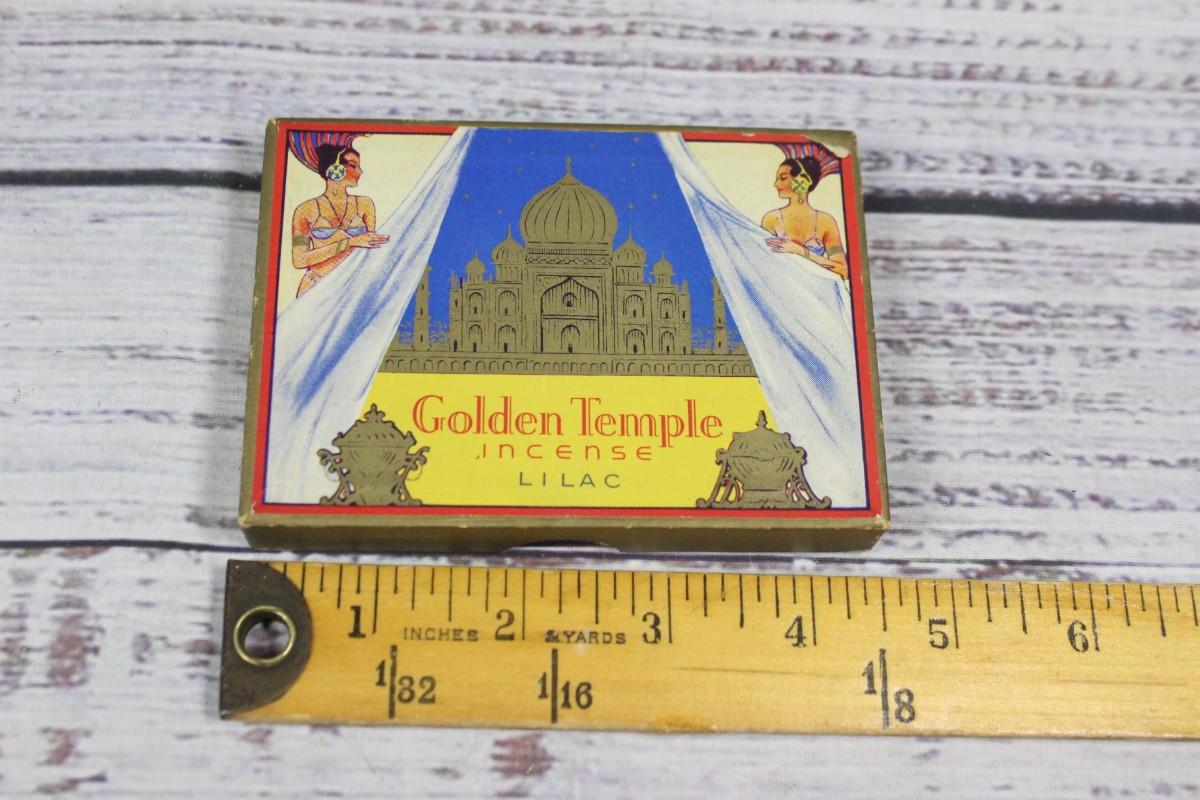 Golden Temple
INCENSE
LILAC
1 INCHES 2 &YARDS 3 4 5 6
1/32 1/16 1/8